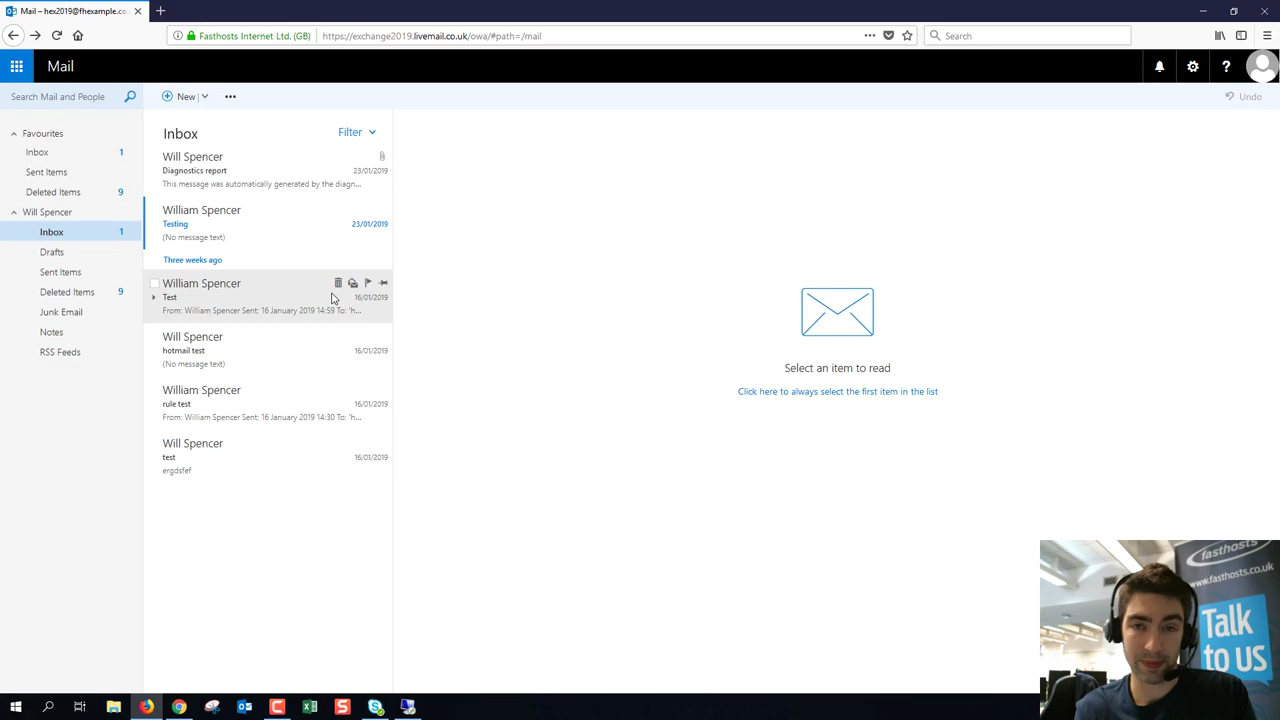 Mail – hex2019@fhexample.co
Fasthosts Internet Ltd. (GB)
https://exchange2019.livemail.co.uk/owa/#path=/mail
Search
Mail
Search Mail and People
New
Undo
Favourites
Inbox 1
Sent Items
Deleted Items 9
Will Spencer
Inbox 1
Drafts
Sent Items
Deleted Items 9
Junk Email
Notes
RSS Feeds
Inbox
Filter
Will Spencer
Diagnostics report 23/01/2019
This message was automatically generated by the diagn...
William Spencer
Testing 23/01/2019
(No message text)
Three weeks ago
William Spencer
Test 16/01/2019
From: William Spencer Sent: 16 January 2019 14:59 To: 'h...
Will Spencer
hotmail test 16/01/2019
(No message text)
William Spencer
rule test 16/01/2019
From: William Spencer Sent: 16 January 2019 14:30 To: 'h...
Will Spencer
test 16/01/2019
ergdsfef
Select an item to read
Click here to always select the first item in the list
fasthosts
www.fasthosts.co.uk
Talk
to us